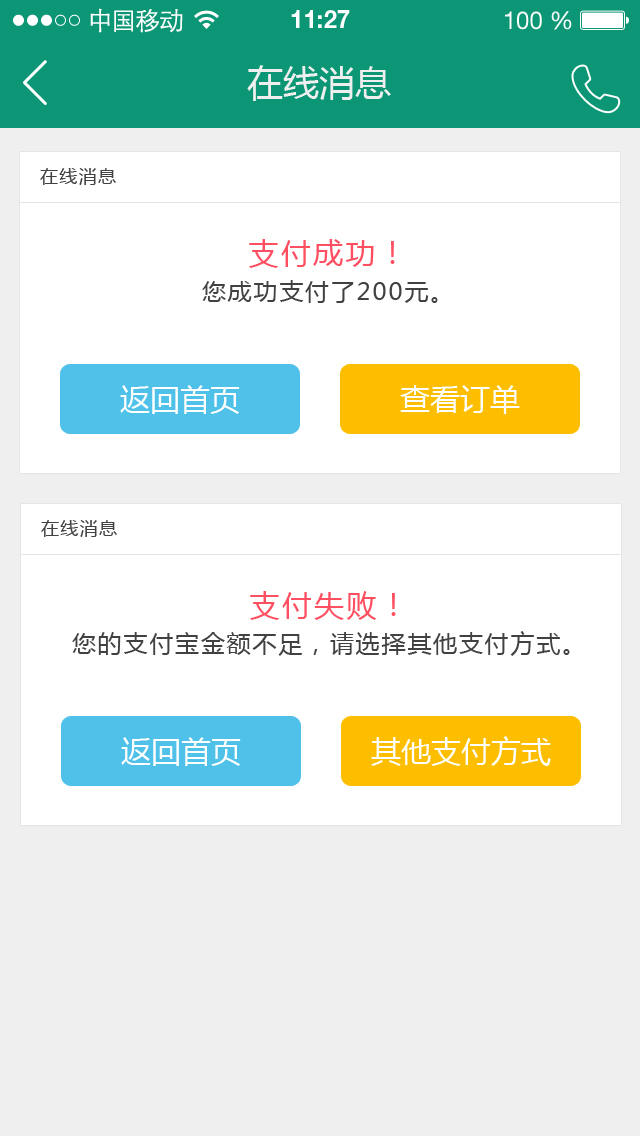 中国移动 11:27 100 %
在线消息
在线消息
支付成功！
您成功支付了200元。
返回首页 查看订单
在线消息
支付失败！
您的支付宝金额不足，请选择其他支付方式。
返回首页 其他支付方式